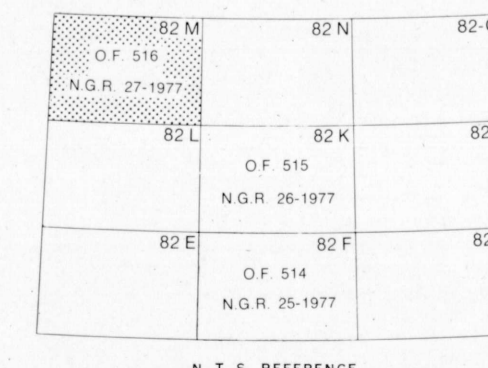 82 M 82 N
O.F. 516
N.G.R. 27-1977
82 L 82 K
O.F. 515
N.G.R. 26-1977
82 E 82 F
O.F. 514
N.G.R. 25-1977
N. T. S. REFERENCE